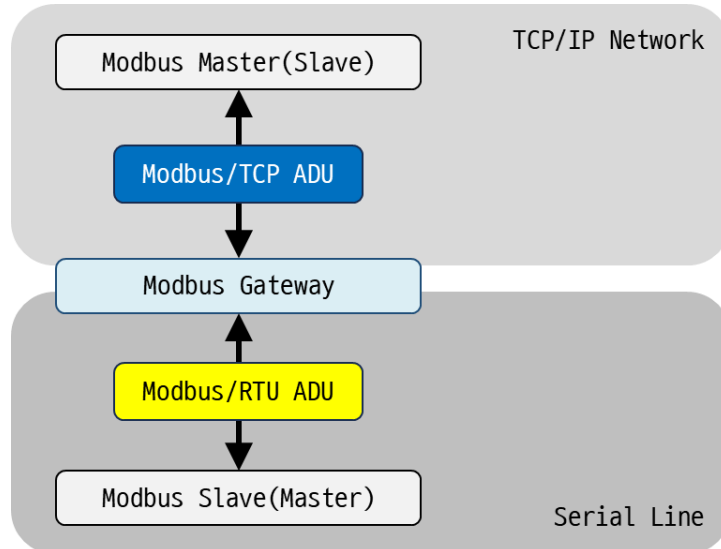 TCP/IP Network
Modbus Master(Slave)
Modbus/TCP ADU
Modbus Gateway
Modbus/RTU ADU
Modbus Slave(Master)
Serial Line